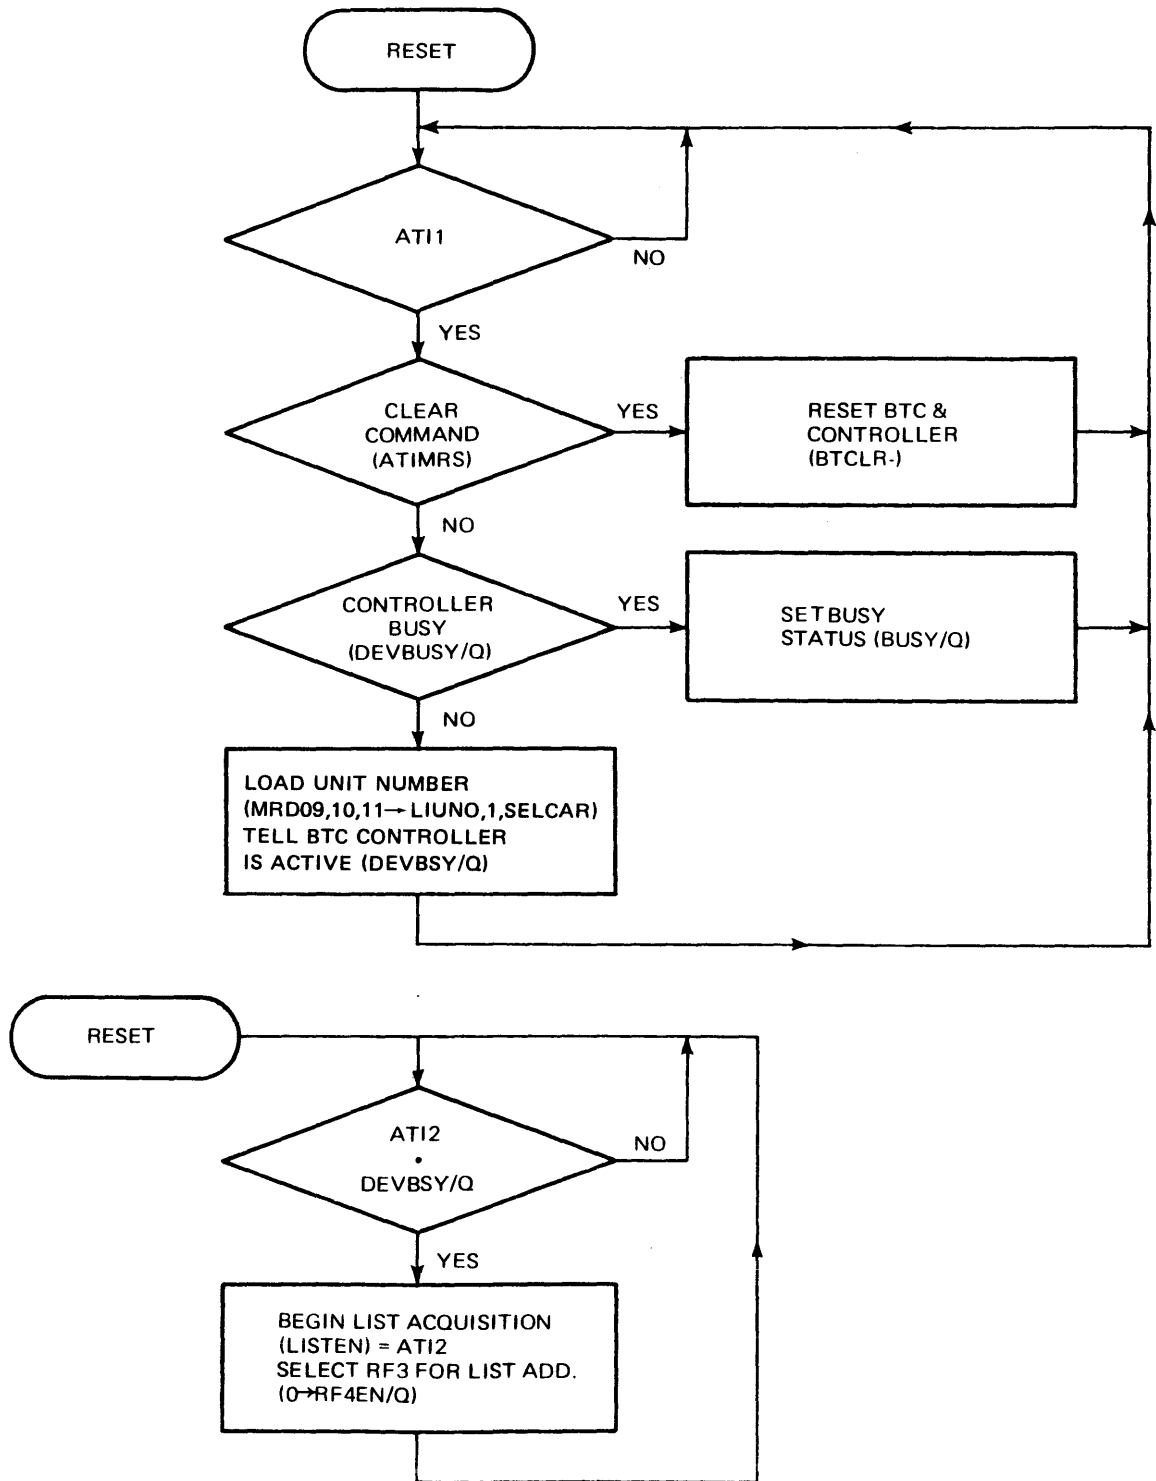 RESET
ATI1
NO
YES
CLEAR
COMMAND
(ATIMRS)
YES
RESET BTC &
CONTROLLER
(BTCLR-)
NO
CONTROLLER
BUSY
(DEVBUSY/Q)
YES
SET BUSY
STATUS (BUSY/Q)
NO
LOAD UNIT NUMBER
(MRD09,10,11→ LIUNO,1,SELCAR)
TELL BTC CONTROLLER
IS ACTIVE (DEVBSY/Q)
RESET
ATI2
•
DEVBSY/Q
NO
YES
BEGIN LIST ACQUISITION
(LISTEN) = ATI2
SELECT RF3 FOR LIST ADD.
(0→RF4EN/Q)